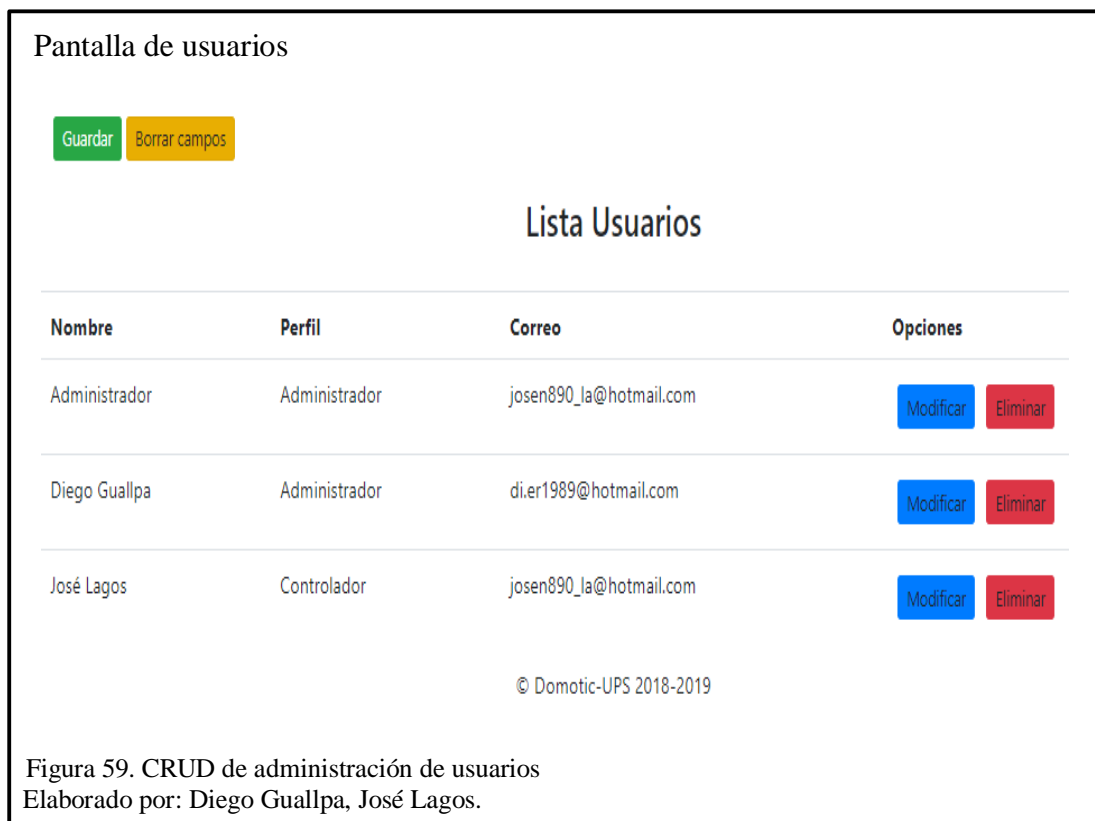 Pantalla de usuarios
Guardar Borrar campos
Lista Usuarios
Nombre Perfil Correo Opciones
Administrador Administrador josen890_la@hotmail.com Modificar Eliminar
Diego Guallpa Administrador di.er1989@hotmail.com Modificar Eliminar
José Lagos Controlador josen890_la@hotmail.com Modificar Eliminar
© Domotic-UPS 2018-2019
Figura 59. CRUD de administración de usuarios
Elaborado por: Diego Guallpa, José Lagos.